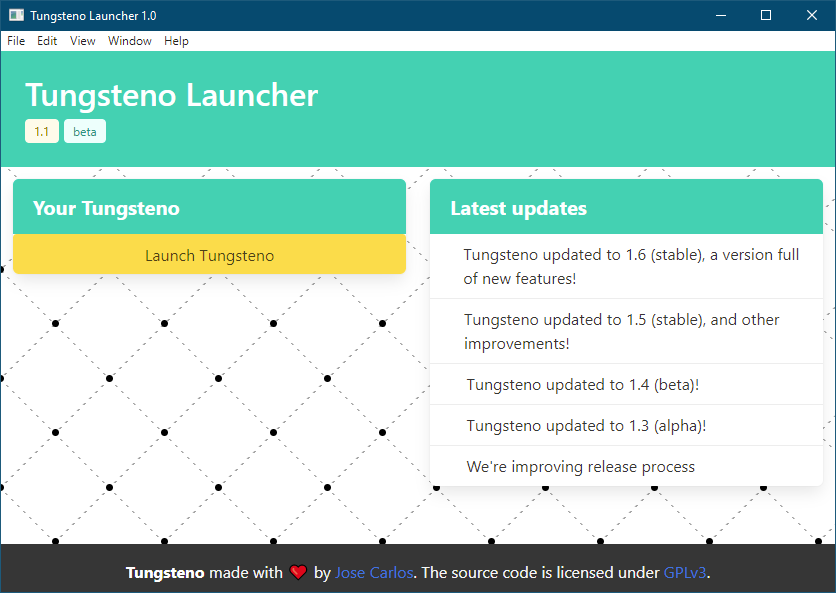 Tungsteno Launcher 1.0
File Edit View Window Help
Tungsteno Launcher
1.1 beta
Your Tungsteno
Launch Tungsteno
Latest updates
Tungsteno updated to 1.6 (stable), a version full
of new features!
Tungsteno updated to 1.5 (stable), and other
improvements!
Tungsteno updated to 1.4 (beta)!
Tungsteno updated to 1.3 (alpha)!
We're improving release process
Tungsteno made with ❤ by Jose Carlos. The source code is licensed under GPLv3.